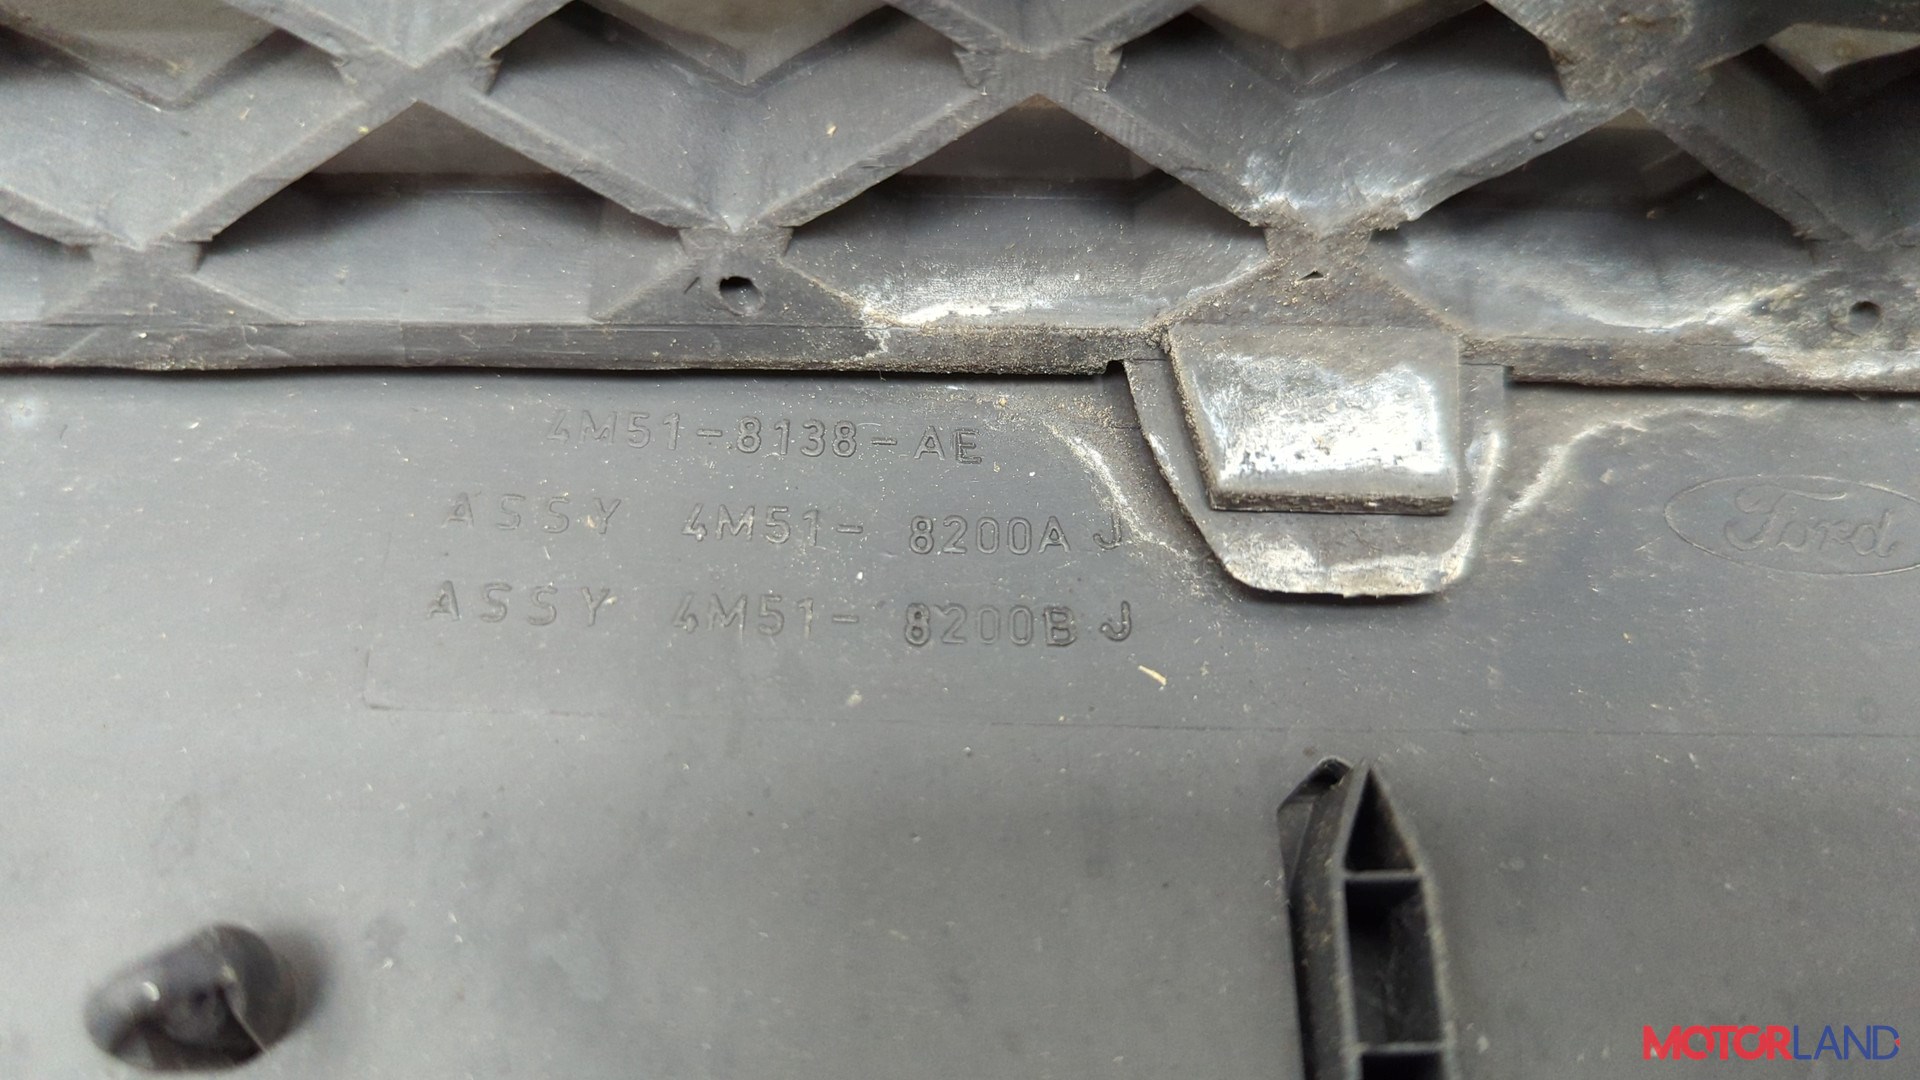 4M51-8138-AE
ASSY 4M51- 8200A J
Ford
ASSY 4M51- 8200B J
MOTORLAND